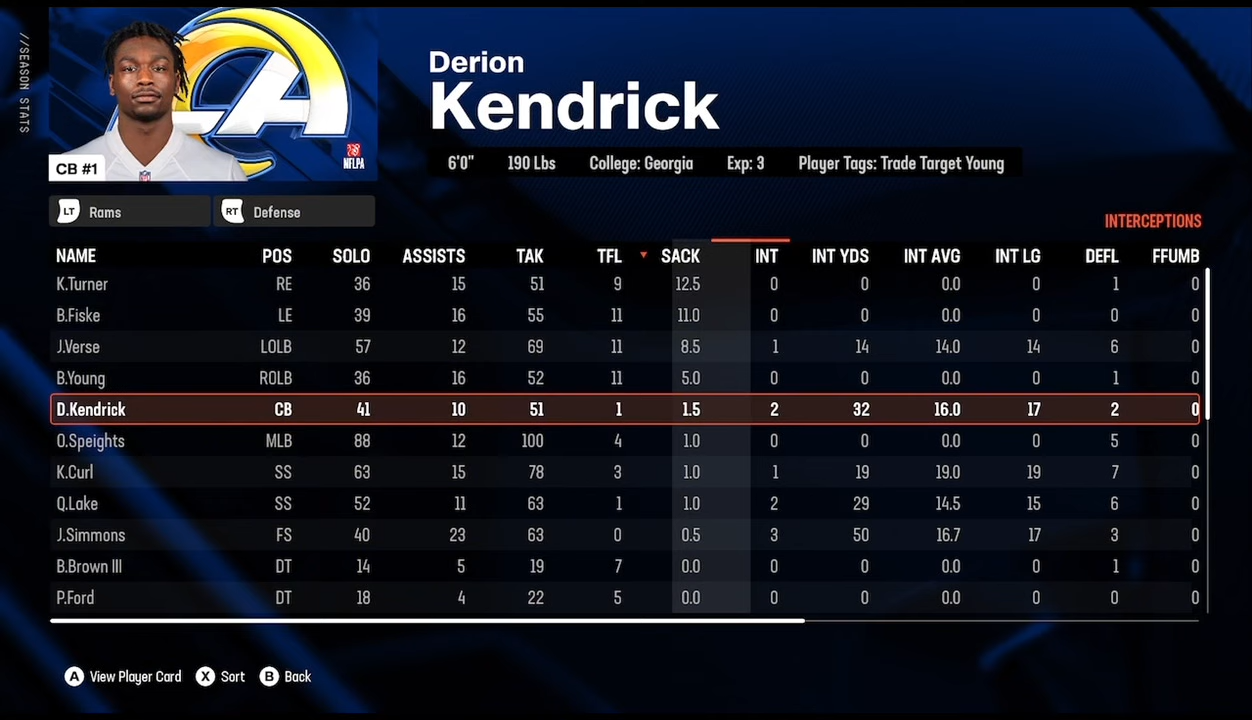 //SEASON STATS
LA
NFLPA
CB #1
Derion
Kendrick
6'0" 190 Lbs College: Georgia Exp: 3 Player Tags: Trade Target Young
LT Rams RT Defense
INTERCEPTIONS
NAME POS SOLO ASSISTS TAK TFL SACK INT INT YDS INT AVG INT LG DEFL FFUMB
K.Turner RE 36 15 51 9 12.5 0 0 0.0 0 1 0
B.Fiske LE 39 16 55 11 11.0 0 0 0.0 0 0 0
J.Verse LOLB 57 12 69 11 8.5 1 14 14.0 14 6 0
B.Young ROLB 36 16 52 11 5.0 0 0 0.0 0 1 0
D.Kendrick CB 41 10 51 1 1.5 2 32 16.0 17 2 0
O.Speights MLB 88 12 100 4 1.0 0 0 0.0 0 5 0
K.Curl SS 63 15 78 3 1.0 1 19 19.0 19 7 0
Q.Lake SS 52 11 63 1 1.0 2 29 14.5 15 6 0
J.Simmons FS 40 23 63 0 0.5 3 50 16.7 17 3 0
B.Brown III DT 14 5 19 7 0.0 0 0 0.0 0 1 0
P.Ford DT 18 4 22 5 0.0 0 0 0.0 0 0 0
A View Player Card X Sort B Back